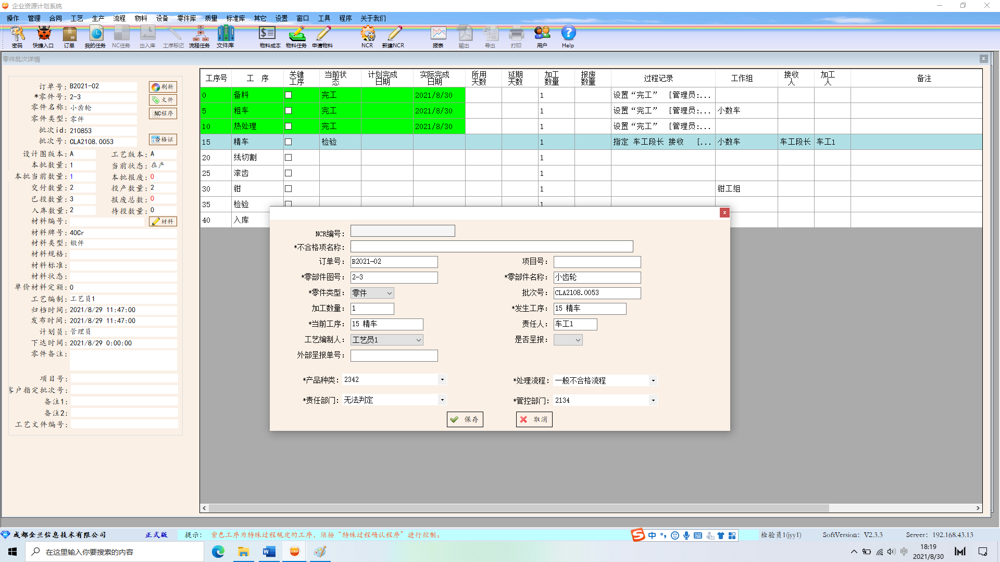 企业资源计划系统
操作 管理 合同 工艺 生产 流程 物料 设备 零件库 质量 标准库 其它 设置 窗口 工具 程序 关于我们
密码 快捷入口 订单 我的任务 NC任务 出入库 工序标记 流程任务 文件库 物料成本 物料任务 申请物料 NCR 新建NCR 报表 输出 导出 打印 用户 Help
零件批次详情
订单号: B2021-02 刷新
*零件号: 2-3 文件
零件名称: 小齿轮
零件类型: 零件 NC程序
批次id: 210853
批次号: CLA2108.0053 合格证
设计图版本: A 工艺版本: A
本批数量: 1 当前状态: 在产
本批当前数量: 1 本批报废: 0
交付数量: 2 投产数量: 2
已投数量: 3 报废总数: 0
入库数量: 2 待投数量: 0
材料编号: 材料
材料牌号: 40Cr
材料类型: 锻件
材料规格:
材料标准:
材料状态:
单价材料定额: 0
工艺编制: 工艺员1
归档时间: 2021/8/29 11:47:00
发布时间: 2021/8/29 11:47:00
计划员: 管理员
下达时间: 2021/8/29 0:00:00
零件备注:
项目号:
客户指定批次号:
备注1:
备注2:
工艺文件编号:
工序号 工 序 关键工序 当前状态 计划完成日期 实际完成日期 所用天数 延期天数 加工数量 报废数量 过程记录 工作组 接收人 加工人 备注
0 备料 完工 2021/8/30 1 设置“完工” [管理员:...
5 粗车 完工 2021/8/30 1 设置“完工” [管理员:... 小数车
10 热处理 完工 2021/8/30 1 设置“完工” [管理员:...
15 精车 检验 1 指定 车工段长 接收 [... 小数车 车工段长 车工1
20 线切割 1
25 滚齿 1
30 钳 1 钳工组
35 检验 1
40 入库
NCR编号:
*不合格项名称:
订单号: B2021-02 项目号:
*零部件图号: 2-3 *零部件名称: 小齿轮
*零件类型: 零件 批次号: CLA2108.0053
加工数量: 1 *发生工序: 15 精车
*当前工序: 15 精车 责任人: 车工1
工艺编制人: 工艺员1 是否呈报:
外部呈报单号:
*产品种类: 2342 *处理流程: 一般不合格流程
*责任部门: 无法判定 *管控部门: 2134
保存 取消
成都金兰信息技术有限公司 正式版 提示: 紫色工序为特殊过程规定的工序, 须按“特殊过程确认程序”进行控制。 中 检验员1(jyy1) SoftVersion: V2.3.3 Server: 192.168.43.13
在这里输入你要搜索的内容 中 18:19
2021/8/30